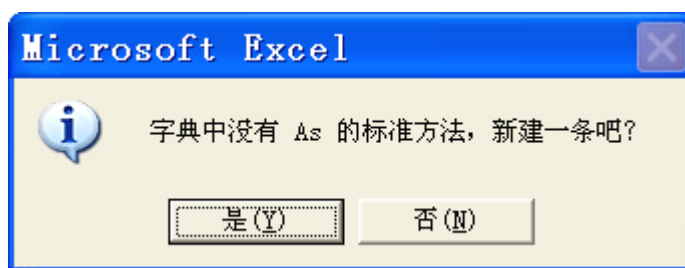 Microsoft Excel
字典中没有 As 的标准方法，新建一条吧?
是(Y) 否(N)